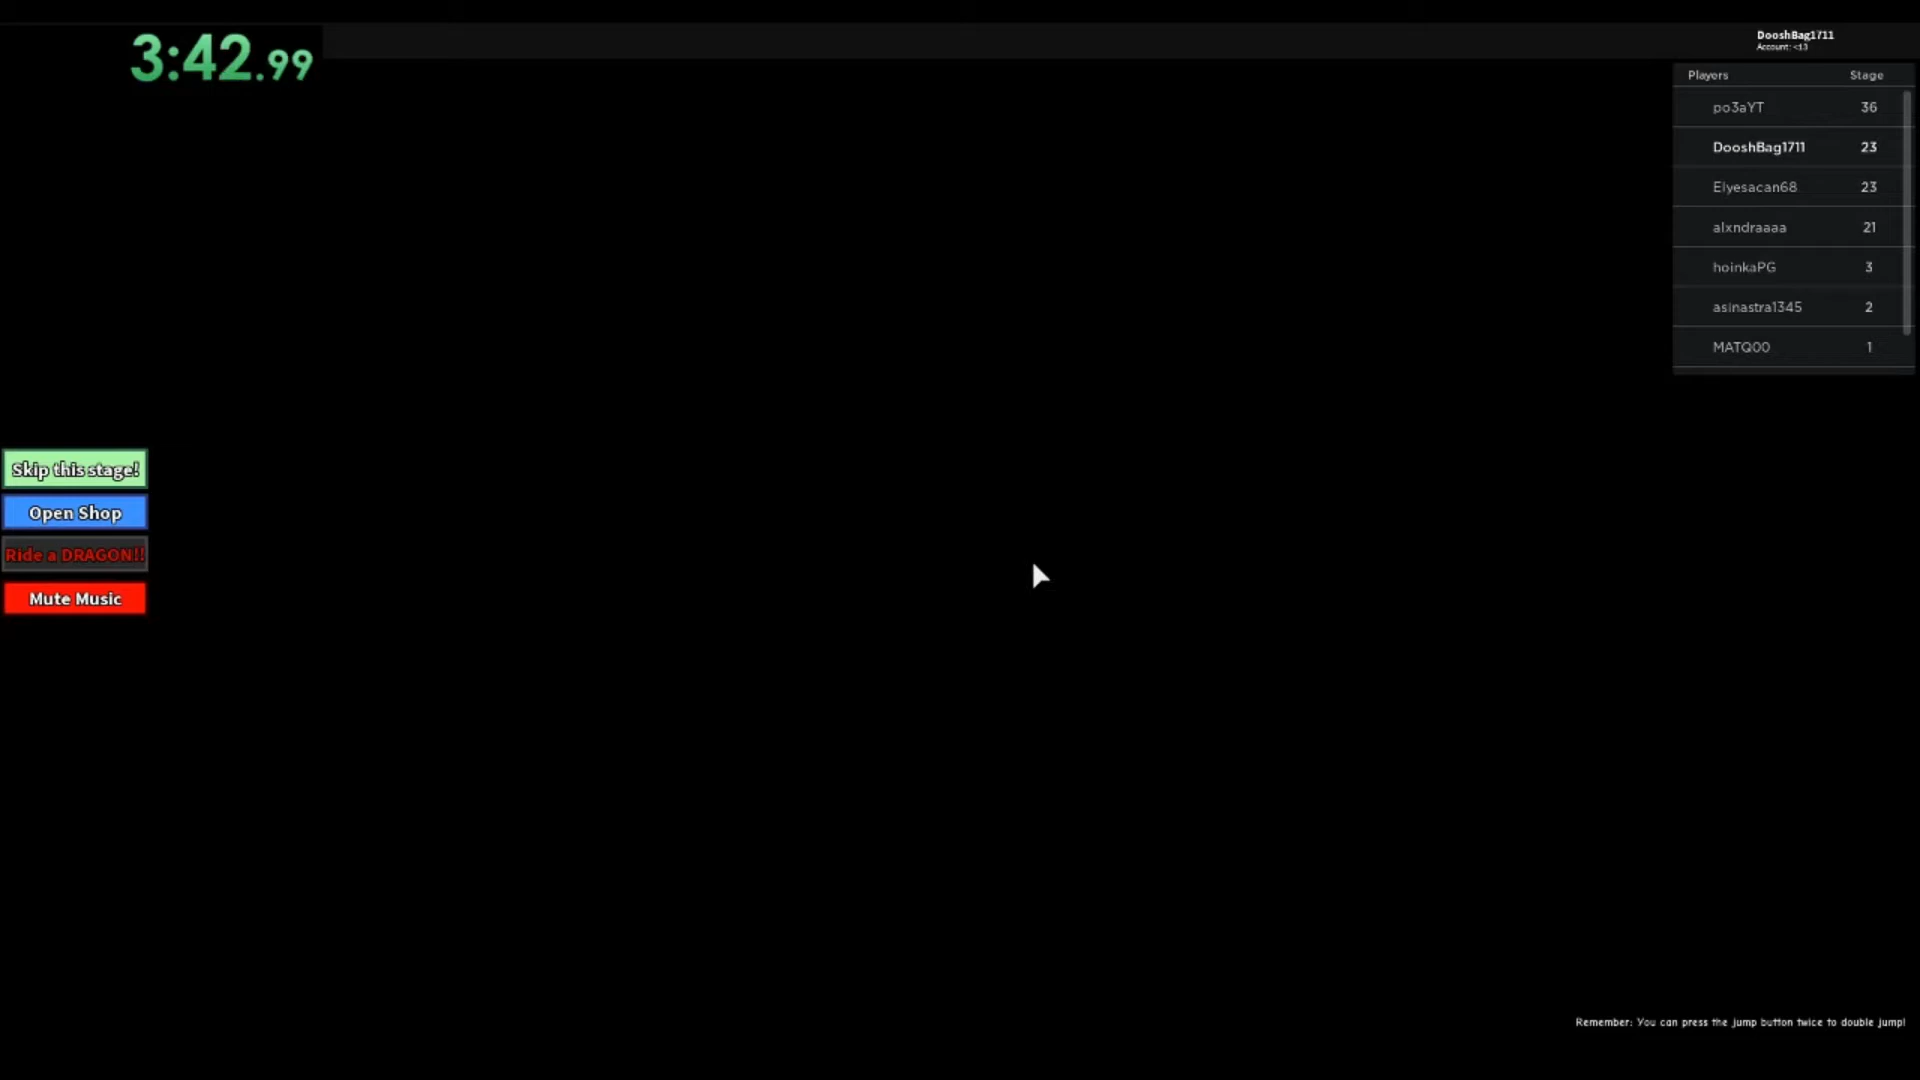 3:42.99
DooshBag1711
Account: <13
Players Stage
po3aYT 36
DooshBag1711 23
Elyesacan68 23
alxndraaaa 21
hoinkaPG 3
asinastra1345 2
MATQ00 1
Skip this stage!
Open Shop
Ride a DRAGON!!
Mute Music
Remember: You can press the jump button twice to double jump!